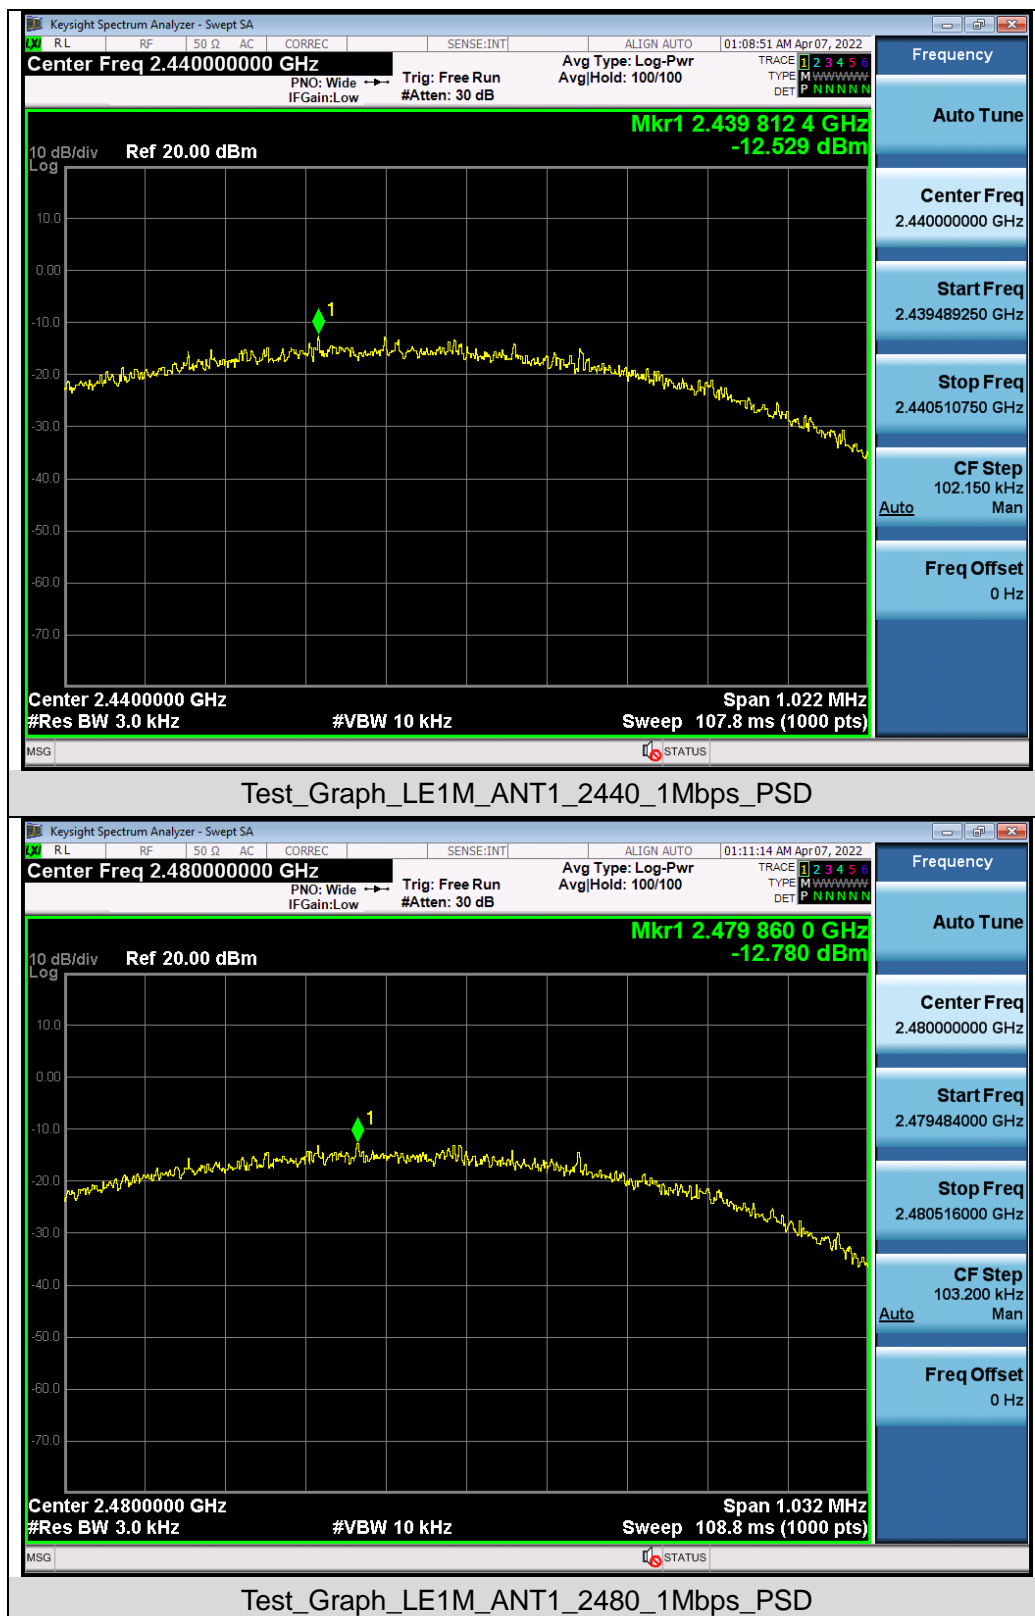 Keysight Spectrum Analyzer - Swept SA
LXI RL RF 50 Ω AC CORREC SENSE:INT ALIGN AUTO 01:08:51 AM Apr 07, 2022
Center Freq 2.440000000 GHz
PNO: Wide
IFGain:Low
Trig: Free Run
#Atten: 30 dB
Avg Type: Log-Pwr
Avg|Hold: 100/100
TRACE 1 2 3 4 5 6
TYPE M WWWWW
DET P N N N N N
Frequency
Mkr1 2.439 812 4 GHz
-12.529 dBm
10 dB/div Ref 20.00 dBm
Log
10.0
0.00
-10.0
-20.0
-30.0
-40.0
-50.0
-60.0
-70.0
1
Auto Tune
Center Freq
2.440000000 GHz
Start Freq
2.439489250 GHz
Stop Freq
2.440510750 GHz
CF Step
102.150 kHz
Auto Man
Freq Offset
0 Hz
Center 2.4400000 GHz Span 1.022 MHz
#Res BW 3.0 kHz #VBW 10 kHz Sweep 107.8 ms (1000 pts)
MSG STATUS
Test_Graph_LE1M_ANT1_2440_1Mbps_PSD
Keysight Spectrum Analyzer - Swept SA
LXI RL RF 50 Ω AC CORREC SENSE:INT ALIGN AUTO 01:11:14 AM Apr 07, 2022
Center Freq 2.480000000 GHz
PNO: Wide
IFGain:Low
Trig: Free Run
#Atten: 30 dB
Avg Type: Log-Pwr
Avg|Hold: 100/100
TRACE 1 2 3 4 5 6
TYPE M WWWWW
DET P N N N N N
Frequency
Mkr1 2.479 860 0 GHz
-12.780 dBm
10 dB/div Ref 20.00 dBm
Log
10.0
0.00
-10.0
-20.0
-30.0
-40.0
-50.0
-60.0
-70.0
1
Auto Tune
Center Freq
2.480000000 GHz
Start Freq
2.479484000 GHz
Stop Freq
2.480516000 GHz
CF Step
103.200 kHz
Auto Man
Freq Offset
0 Hz
Center 2.4800000 GHz Span 1.032 MHz
#Res BW 3.0 kHz #VBW 10 kHz Sweep 108.8 ms (1000 pts)
MSG STATUS
Test_Graph_LE1M_ANT1_2480_1Mbps_PSD